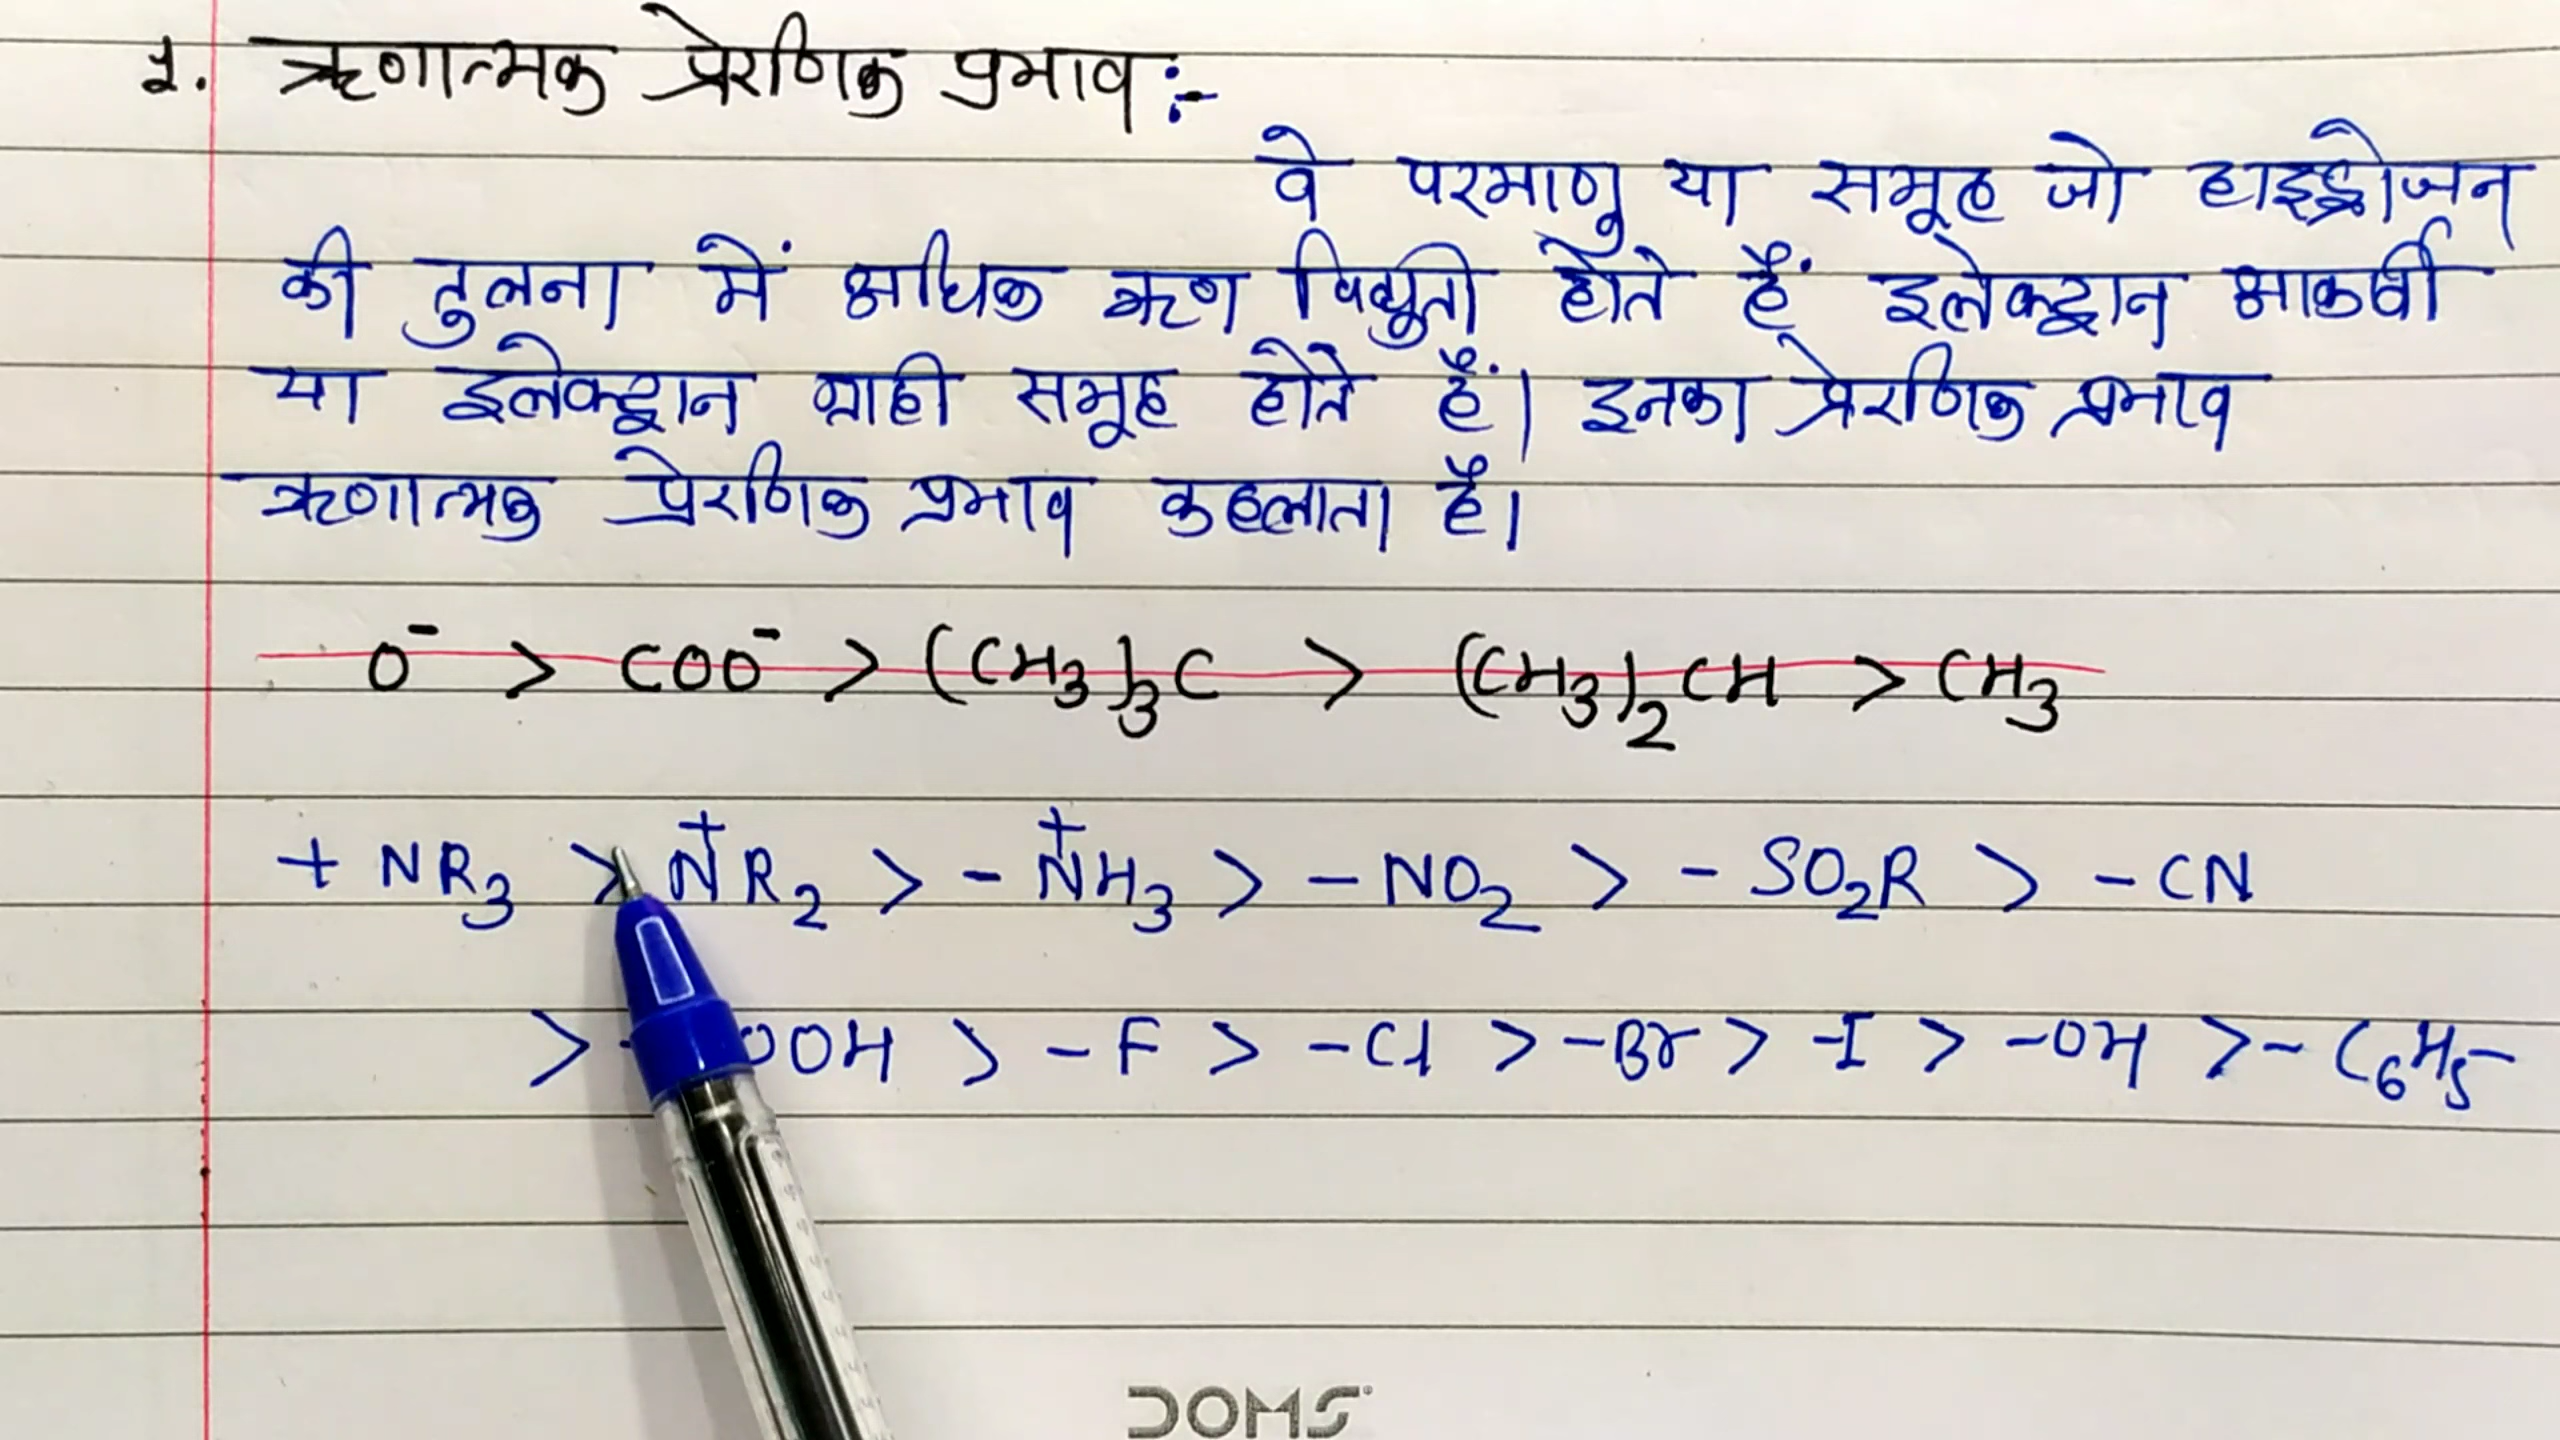 1. ऋणात्मक प्रेरणिक प्रभाव :-
वे परमाणु या समूह जो हाइड्रोजन
की तुलना में अधिक ऋण विद्युती होते हैं इलेक्ट्रान आकर्षी
या इलेक्ट्रान ग्राही समूह होते हैं। इनका प्रेरणिक प्रभाव
ऋणात्मक प्रेरणिक प्रभाव कहलाता है।
O⁻ > COO⁻ > (CH₃)₃C > (CH₃)₂CH > CH₃
+ NR₃ > N⁺R₂ > - N⁺H₃ > - NO₂ > - SO₂R > - CN
> - OOH > - F > - Cl > - Br > - I > - OH > - C₆H₅-
DOMS